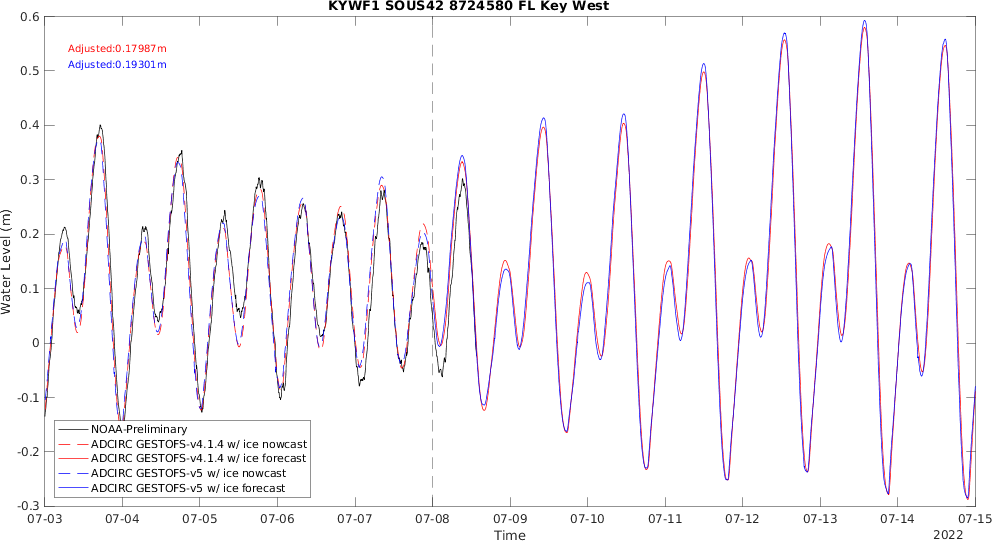 KYWF1 SOUS42 8724580 FL Key West
Adjusted:0.17987m
Adjusted:0.19301m
Water Level (m)
0.6
0.5
0.4
0.3
0.2
0.1
0
-0.1
-0.2
-0.3
NOAA-Preliminary
ADCIRC GESTOFS-v4.1.4 w/ ice nowcast
ADCIRC GESTOFS-v4.1.4 w/ ice forecast
ADCIRC GESTOFS-v5 w/ ice nowcast
ADCIRC GESTOFS-v5 w/ ice forecast
07-03 07-04 07-05 07-06 07-07 07-08 07-09 07-10 07-11 07-12 07-13 07-14 07-15
Time
2022